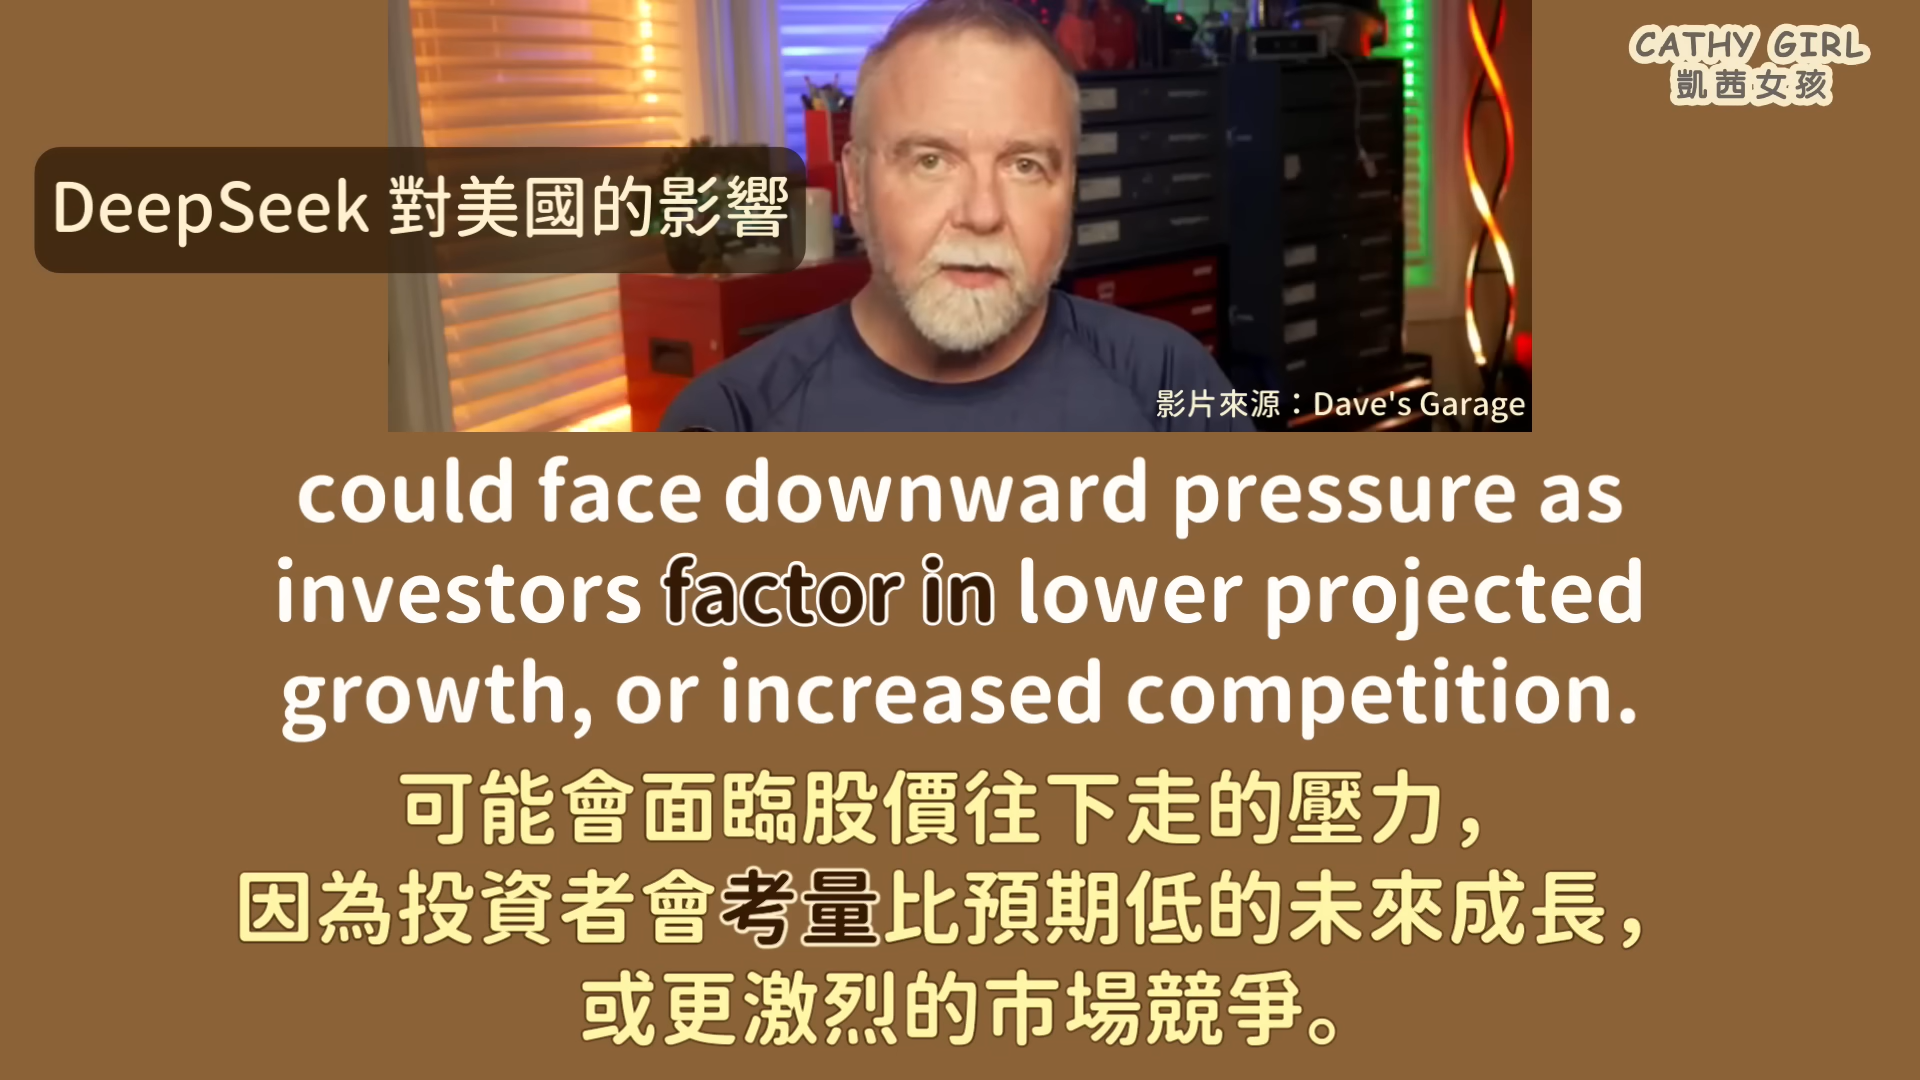 CATHY GIRL
凱茜女孩
DeepSeek 對美國的影響
影片來源：Dave's Garage
could face downward pressure as
investors factor in lower projected
growth, or increased competition.
可能會面臨股價往下走的壓力，
因為投資者會考量比預期低的未來成長，
或更激烈的市場競爭。